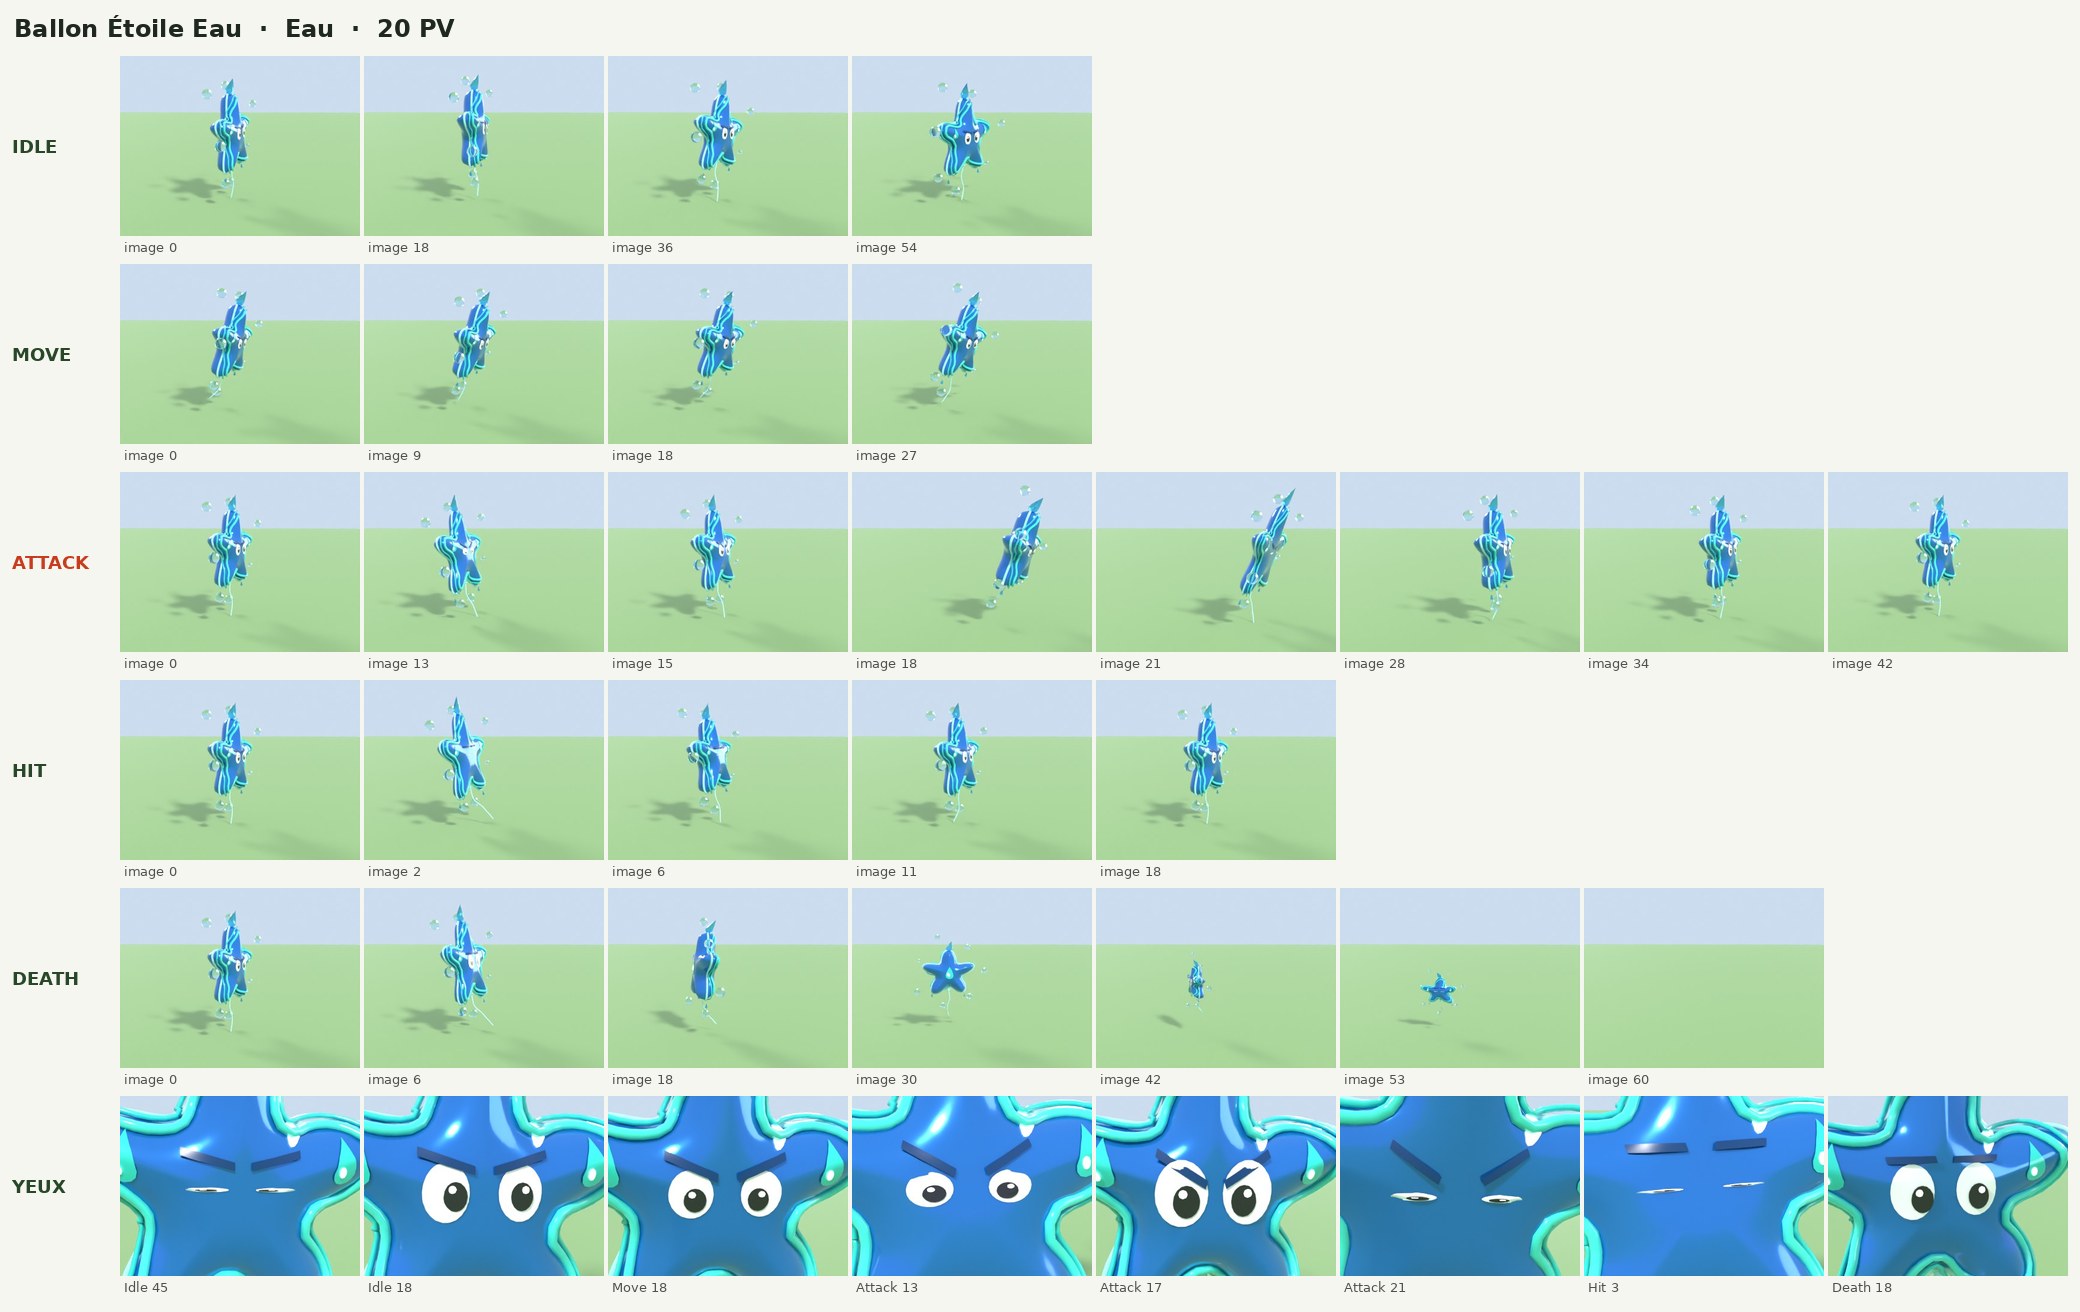 Ballon Étoile Eau · Eau · 20 PV
IDLE
image 0 image 18 image 36 image 54
MOVE
image 0 image 9 image 18 image 27
ATTACK
image 0 image 13 image 15 image 18 image 21 image 28 image 34 image 42
HIT
image 0 image 2 image 6 image 11 image 18
DEATH
image 0 image 6 image 18 image 30 image 42 image 53 image 60
YEUX
Idle 45 Idle 18 Move 18 Attack 13 Attack 17 Attack 21 Hit 3 Death 18